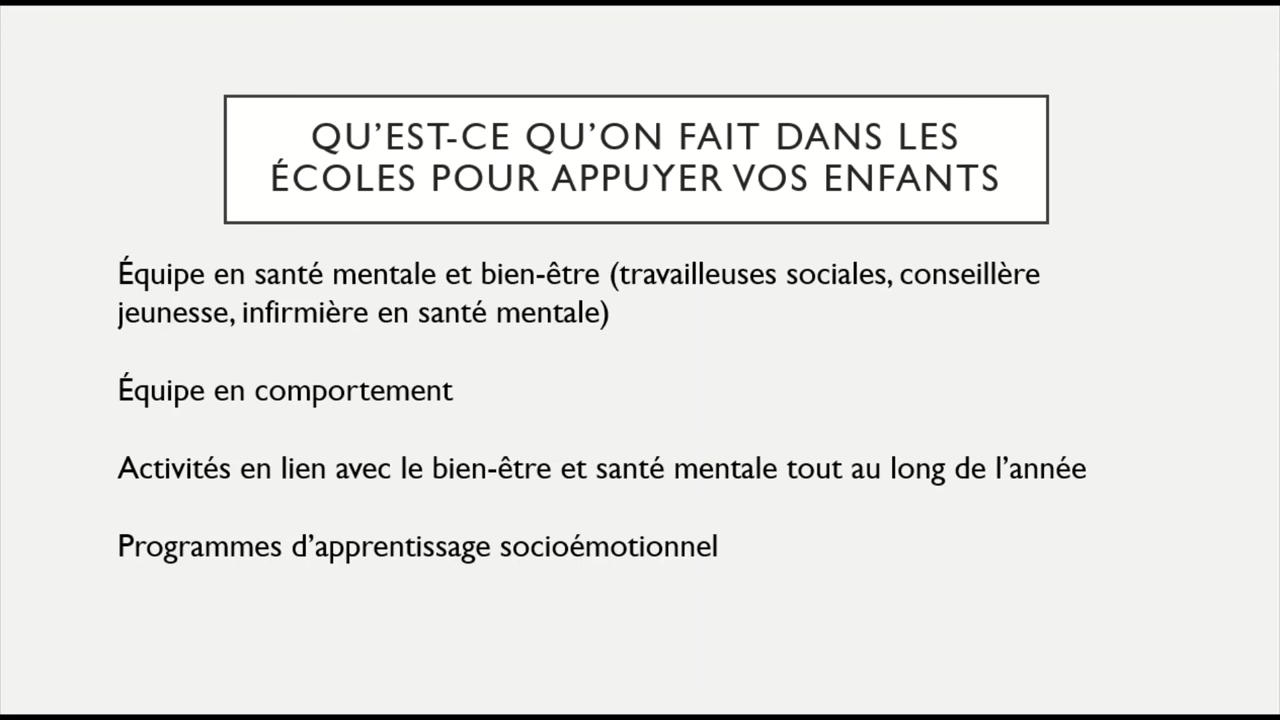 QU’EST-CE QU’ON FAIT DANS LES
ÉCOLES POUR APPUYER VOS ENFANTS
Équipe en santé mentale et bien-être (travailleuses sociales, conseillère
jeunesse, infirmière en santé mentale)
Équipe en comportement
Activités en lien avec le bien-être et santé mentale tout au long de l’année
Programmes d’apprentissage socioémotionnel